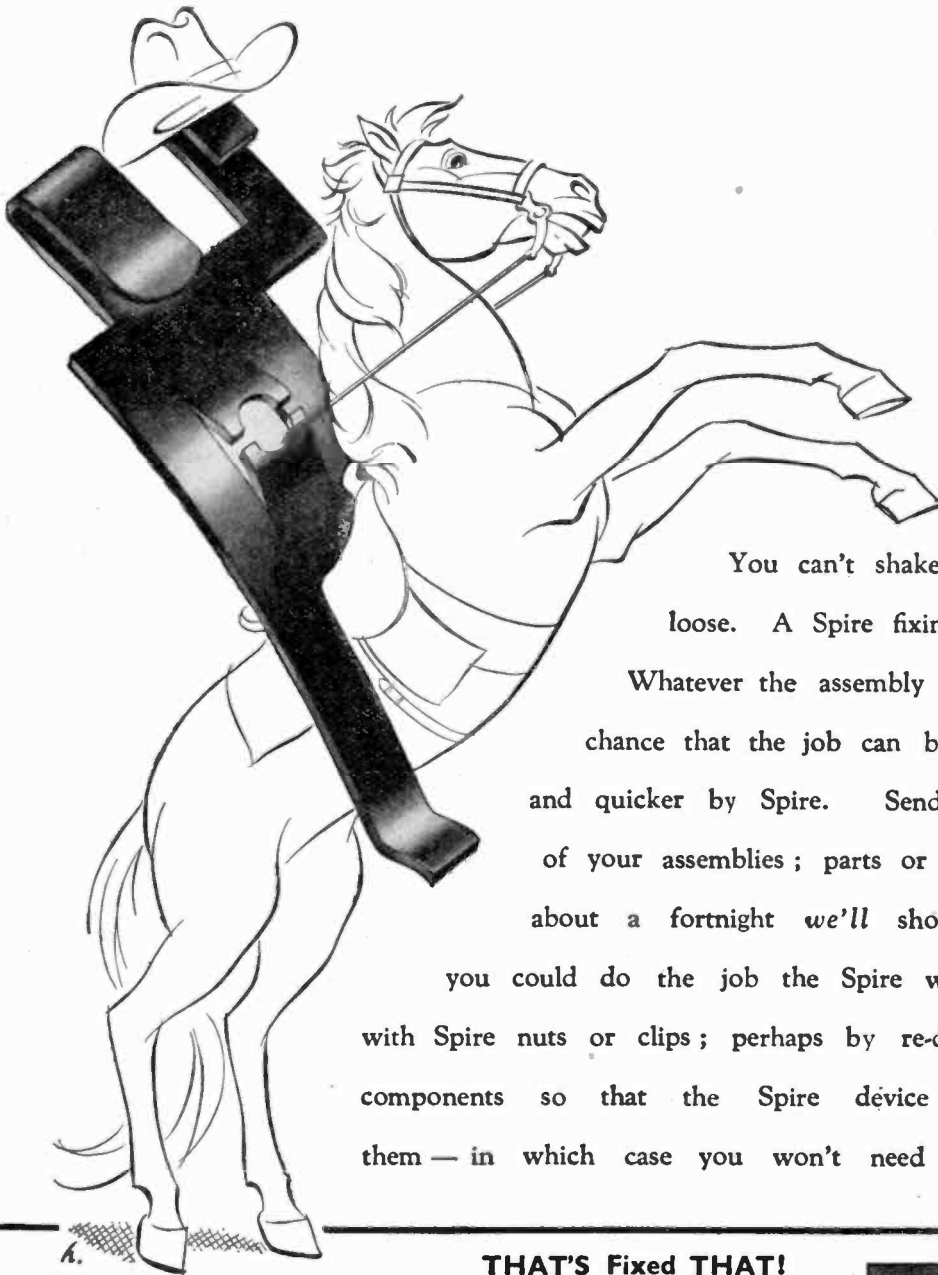 You can't shake
loose. A Spire fixin
Whatever the assembly
chance that the job can b
and quicker by Spire. Send
of your assemblies ; parts or
about a fortnight we'll sho
you could do the job the Spire w
with Spire nuts or clips ; perhaps by re-d
components so that the Spire device
them — in which case you won't need
h.
THAT'S Fixed THAT!